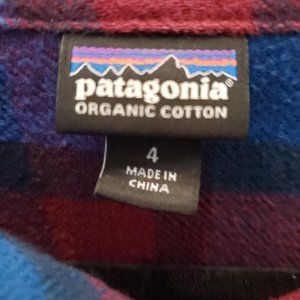 patagonia®
ORGANIC COTTON
4
MADE IN
CHINA